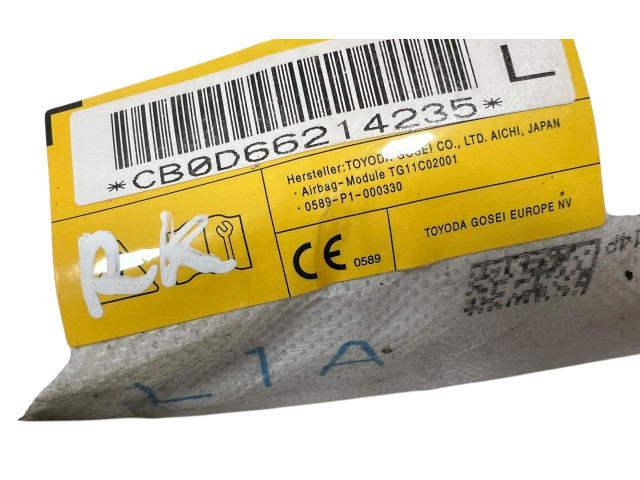 L
*CB0D66214235*
Hersteller:TOYODA GOSEI CO., LTD. AICHI, JAPAN
· Airbag-Module TG11C02001
· 0589-P1-000330
RK
CE 0589
TOYODA GOSEI EUROPE NV
L1A